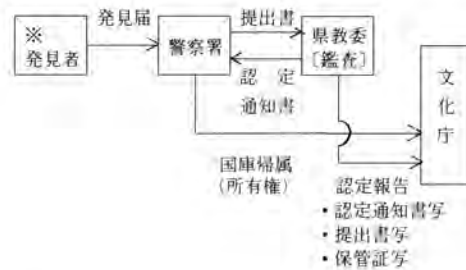 ※
発見者
発見届
警察署
提出書
認定
通知書
県教委
〔鑑査〕
文化庁
国庫帰属
(所有権)
認定報告
・認定通知書写
・提出書写
・保管証写